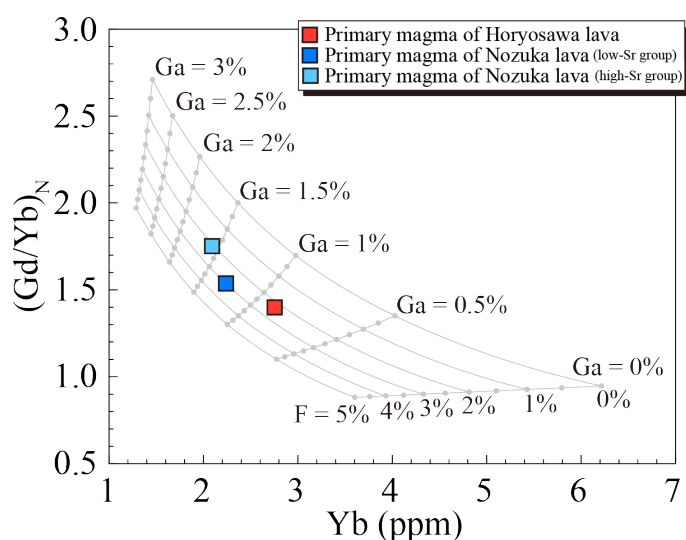 3.0
2.5
2.0
1.5
1.0
0.5
(Gd/Yb)N
Primary magma of Horyosawa lava
Primary magma of Nozuka lava (low-Sr group)
Primary magma of Nozuka lava (high-Sr group)
Ga = 3%
Ga = 2.5%
Ga = 2%
Ga = 1.5%
Ga = 1%
Ga = 0.5%
Ga = 0%
F = 5% 4% 3% 2% 1% 0%
1 2 3 4 5 6 7
Yb (ppm)